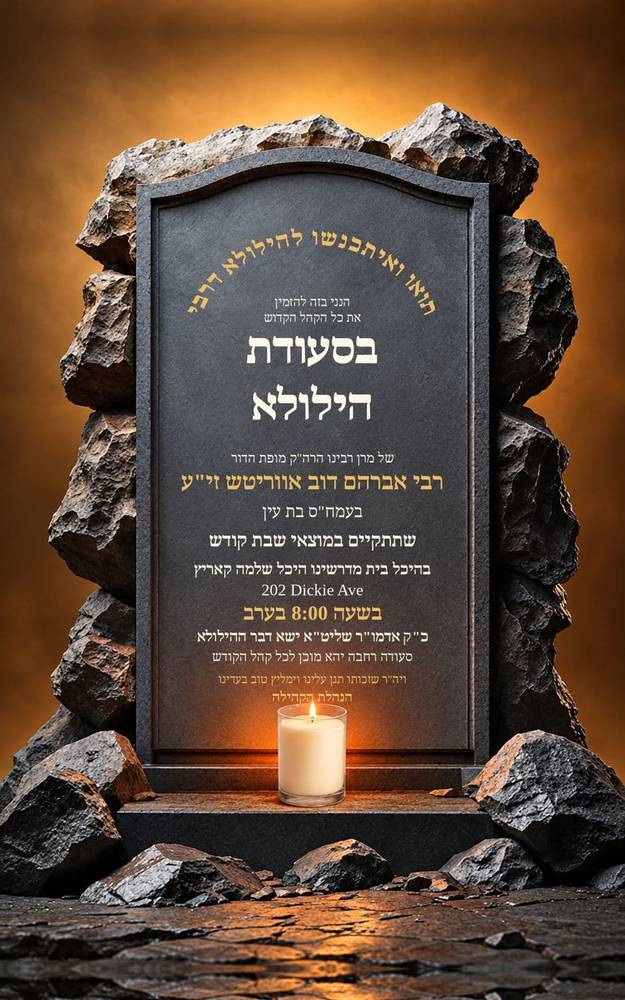 תואו ואיתכנשו להילולא דרבי
הנני בזה להזמין
את כל הקהל הקדוש
בסעודת
הילולא
של מרן רבינו הרה"ק מופת הדור
רבי אברהם דוב אווריטש זי"ע
בעמח"ס בת עין
שתתקיים במוצאי שבת קודש
בהיכל בית מדרשינו היכל שלמה קאריץ
202 Dickie Ave
בשעה 8:00 בערב
כ"ק אדמו"ר שליט"א ישא דבר ההילולא
סעודה רחבה יהא מוכן לכל קהל הקודש
ויה"ר שזכותו תגן עלינו וימליץ טוב בעדינו
הנהלת הקהילה